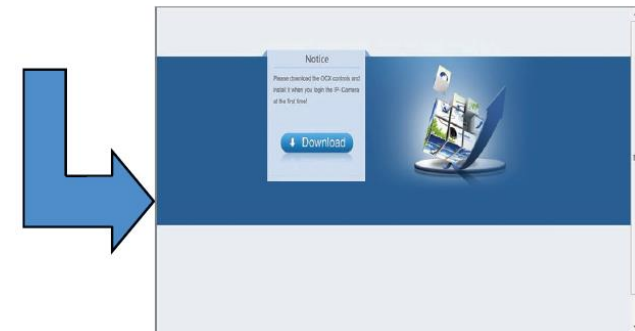 Notice
Please download the OCX controls and
install it when you login the IP-Camera
at the first time!
Download